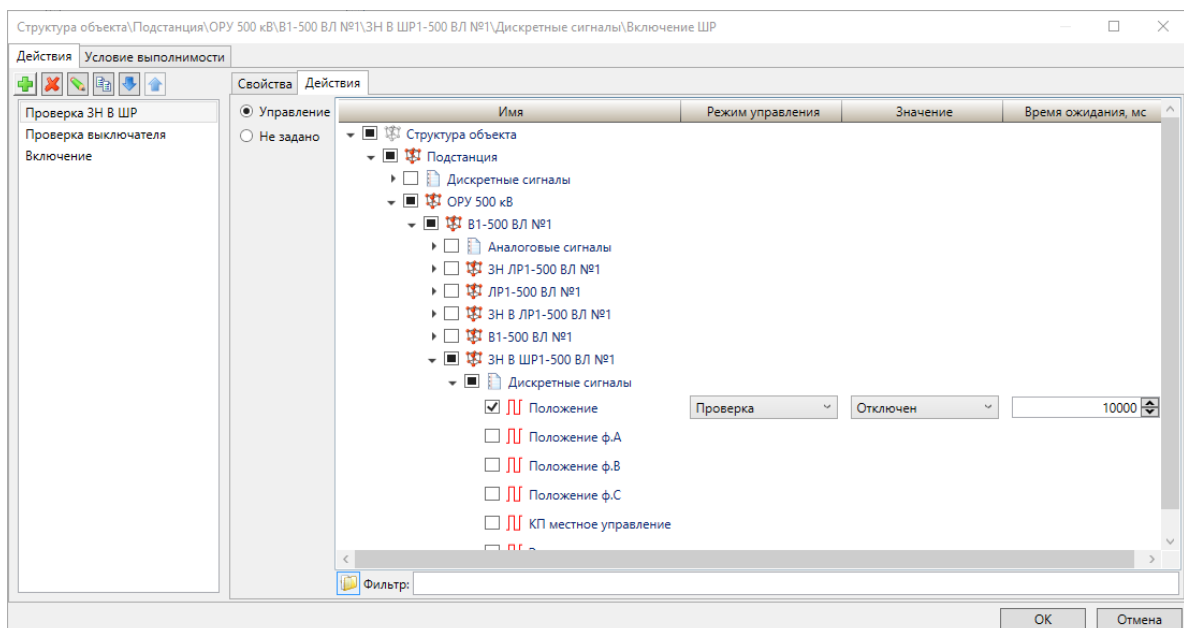 Структура объекта\Подстанция\ОРУ 500 кВ\В1-500 ВЛ №1\ЗН В ШР1-500 ВЛ №1\Дискретные сигналы\Включение ШР
Действия Условие выполнимости
Свойства Действия
Проверка ЗН В ШР
Проверка выключателя
Включение
Управление
Не задано
Имя Режим управления Значение Время ожидания, мс
Структура объекта
Подстанция
Дискретные сигналы
ОРУ 500 кВ
В1-500 ВЛ №1
Аналоговые сигналы
ЗН ЛР1-500 ВЛ №1
ЛР1-500 ВЛ №1
ЗН В ЛР1-500 ВЛ №1
В1-500 ВЛ №1
ЗН В ШР1-500 ВЛ №1
Дискретные сигналы
Положение Проверка Отключен 10000
Положение ф.А
Положение ф.В
Положение ф.С
КП местное управление
Фильтр:
ОК Отмена